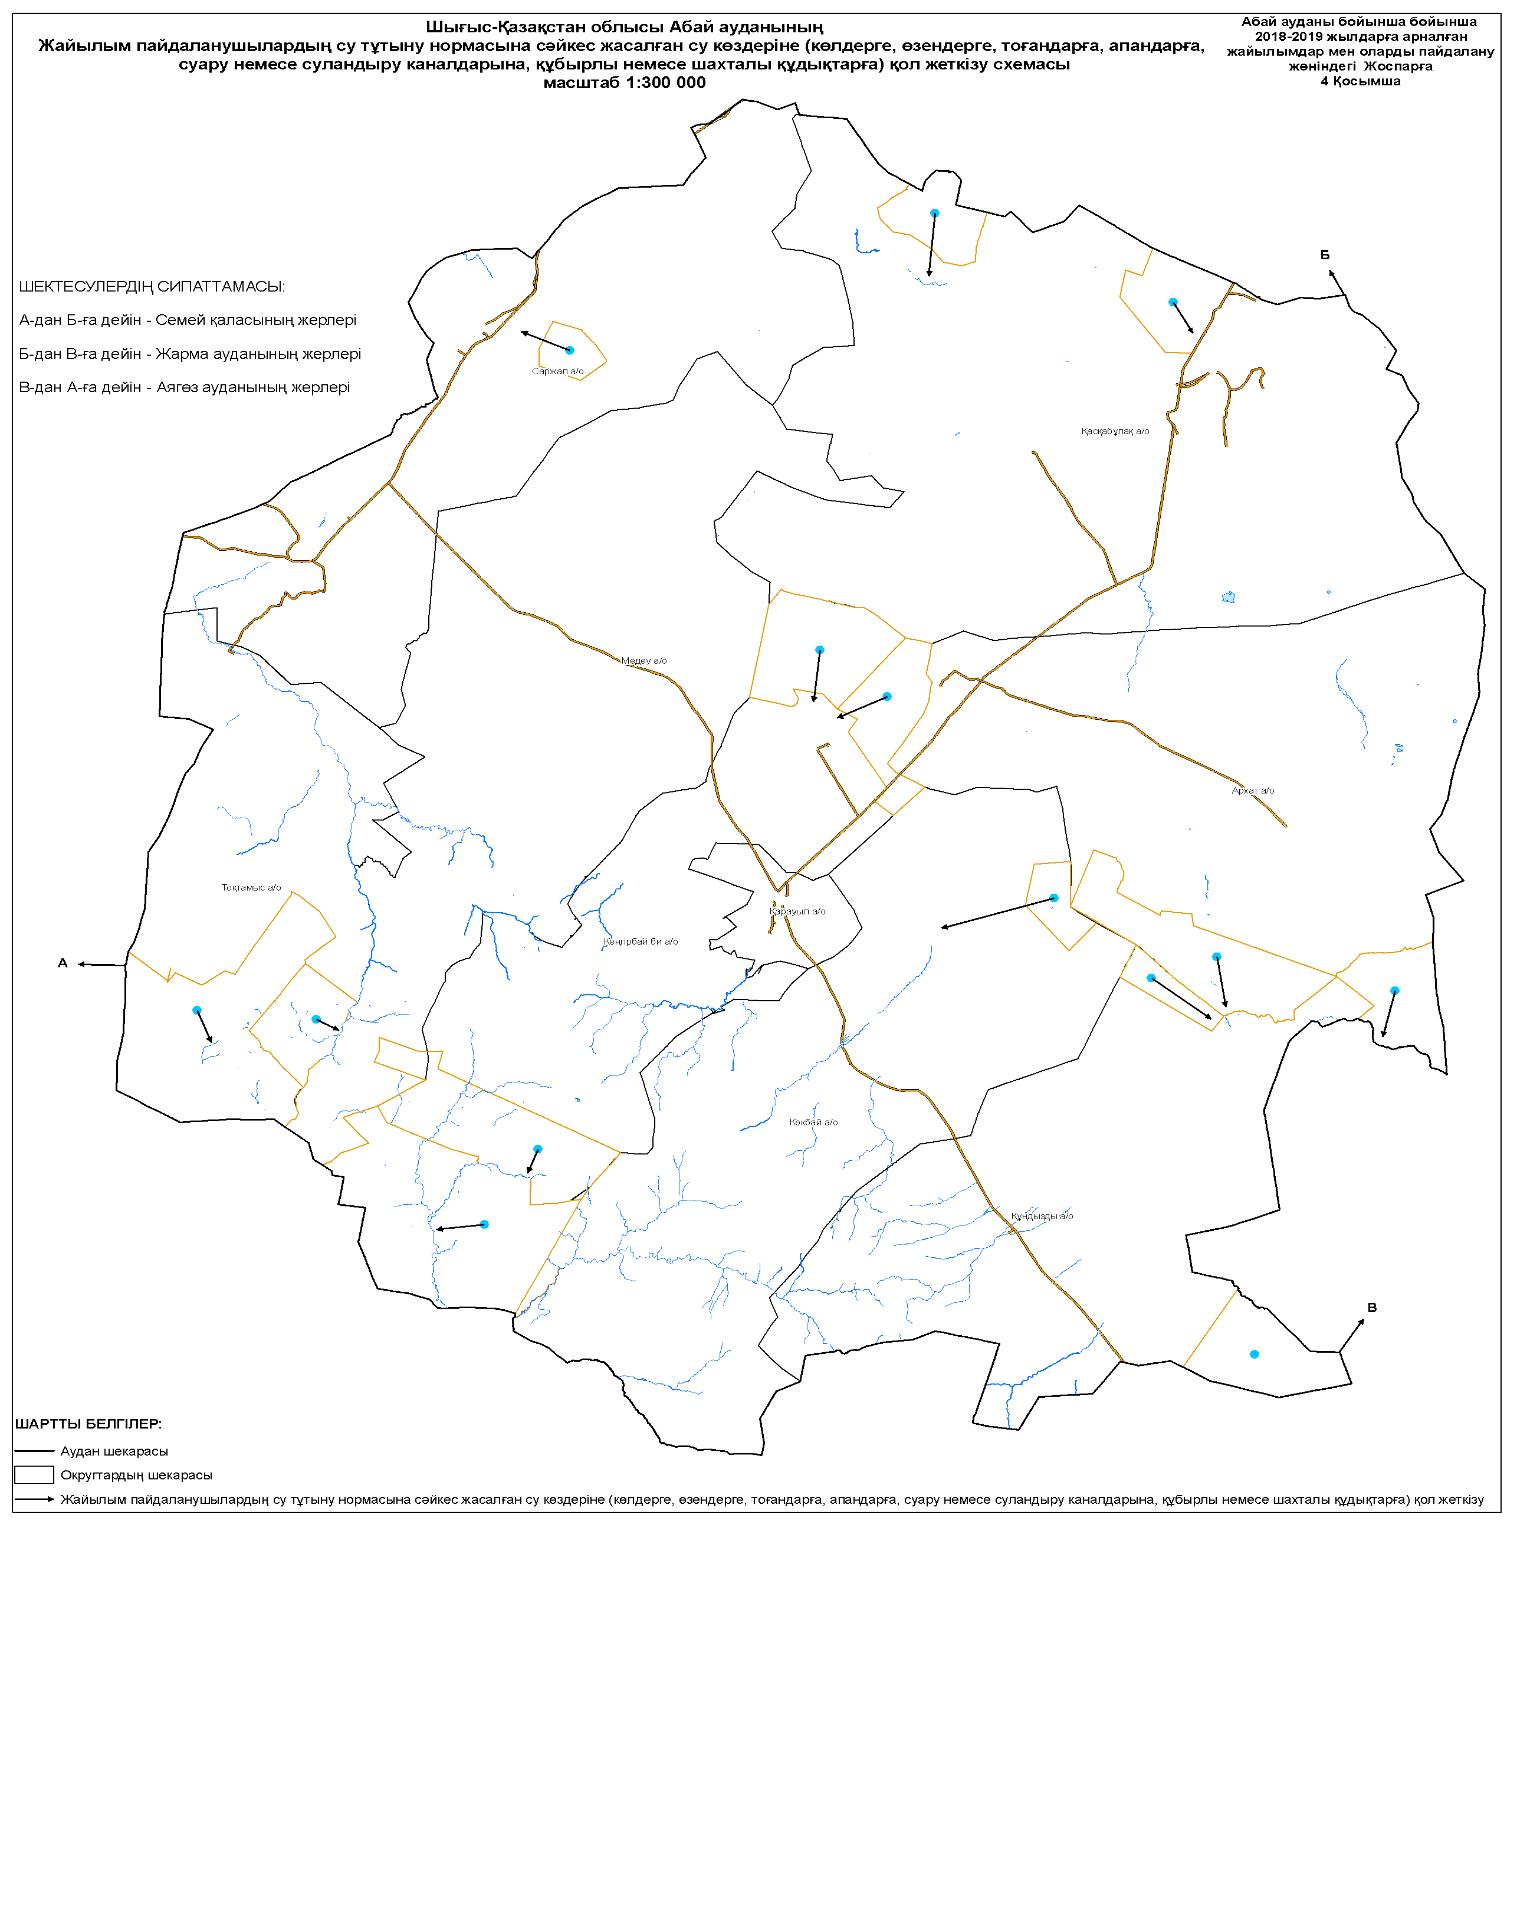 Шығыс-Қазақстан облысы Абай ауданының
Жайылым пайдаланушылардың су тұтыну нормасына сәйкес жасалған су көздеріне (көлдерге, өзендерге, тоғандарға, апандарға,
суару немесе суландыру каналдарына, құбырлы немесе шахталы құдықтарға) қол жеткізу схемасы
масштаб 1:300 000
Абай ауданы бойынша бойынша
2018-2019 жылдарға арналған
жайылымдар мен оларды пайдалану
жөніндегі Жоспарға
4 Қосымша
Б
ШЕКТЕСУЛЕРДІҢ СИПАТТАМАСЫ:
А-дан Б-ға дейін - Семей қаласының жерлері
Б-дан В-ға дейін - Жарма ауданының жерлері
В-дан А-ға дейін - Аягөз ауданының жерлері
Саржал а/о
Қасқабұлақ а/о
Медеу а/о
Архат а/о
Тоқтамыс а/о
Қарауыл а/о
Кеңгірбай би а/о
А
Көкбай а/о
Құндызды а/о
В
ШАРТТЫ БЕЛГІЛЕР:
Аудан шекарасы
Округтардың шекарасы
Жайылым пайдаланушылардың су тұтыну нормасына сәйкес жасалған су көздеріне (көлдерге, өзендерге, тоғандарға, апандарға, суару немесе суландыру каналдарына, құбырлы немесе шахталы құдықтарға) қол жеткізу